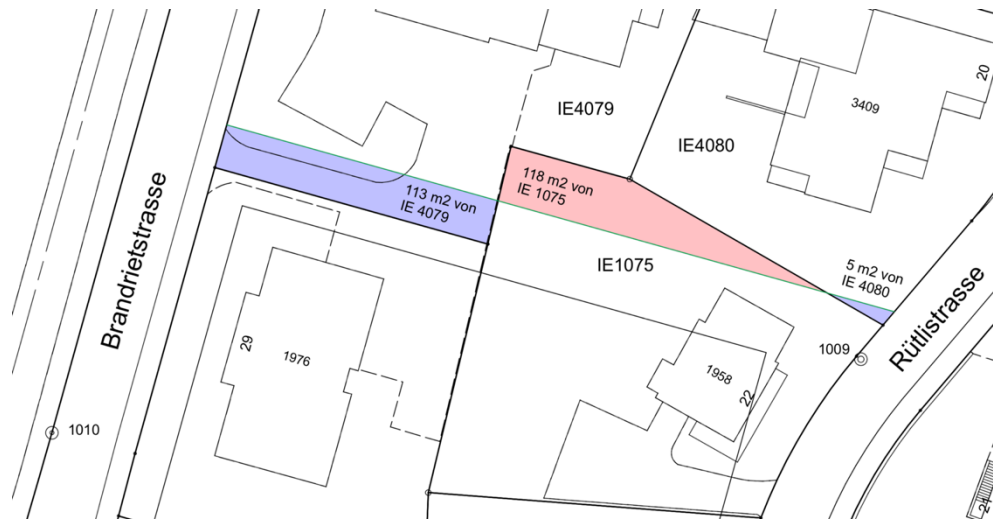 20
IE4079
3409
IE4080
118 m2 von
IE 1075
113 m2 von
IE 4079
IE1075
5 m2 von
IE 4080
Brandrietstrasse
Rütlistrasse
29
1976
1009
1958
22
1010
21